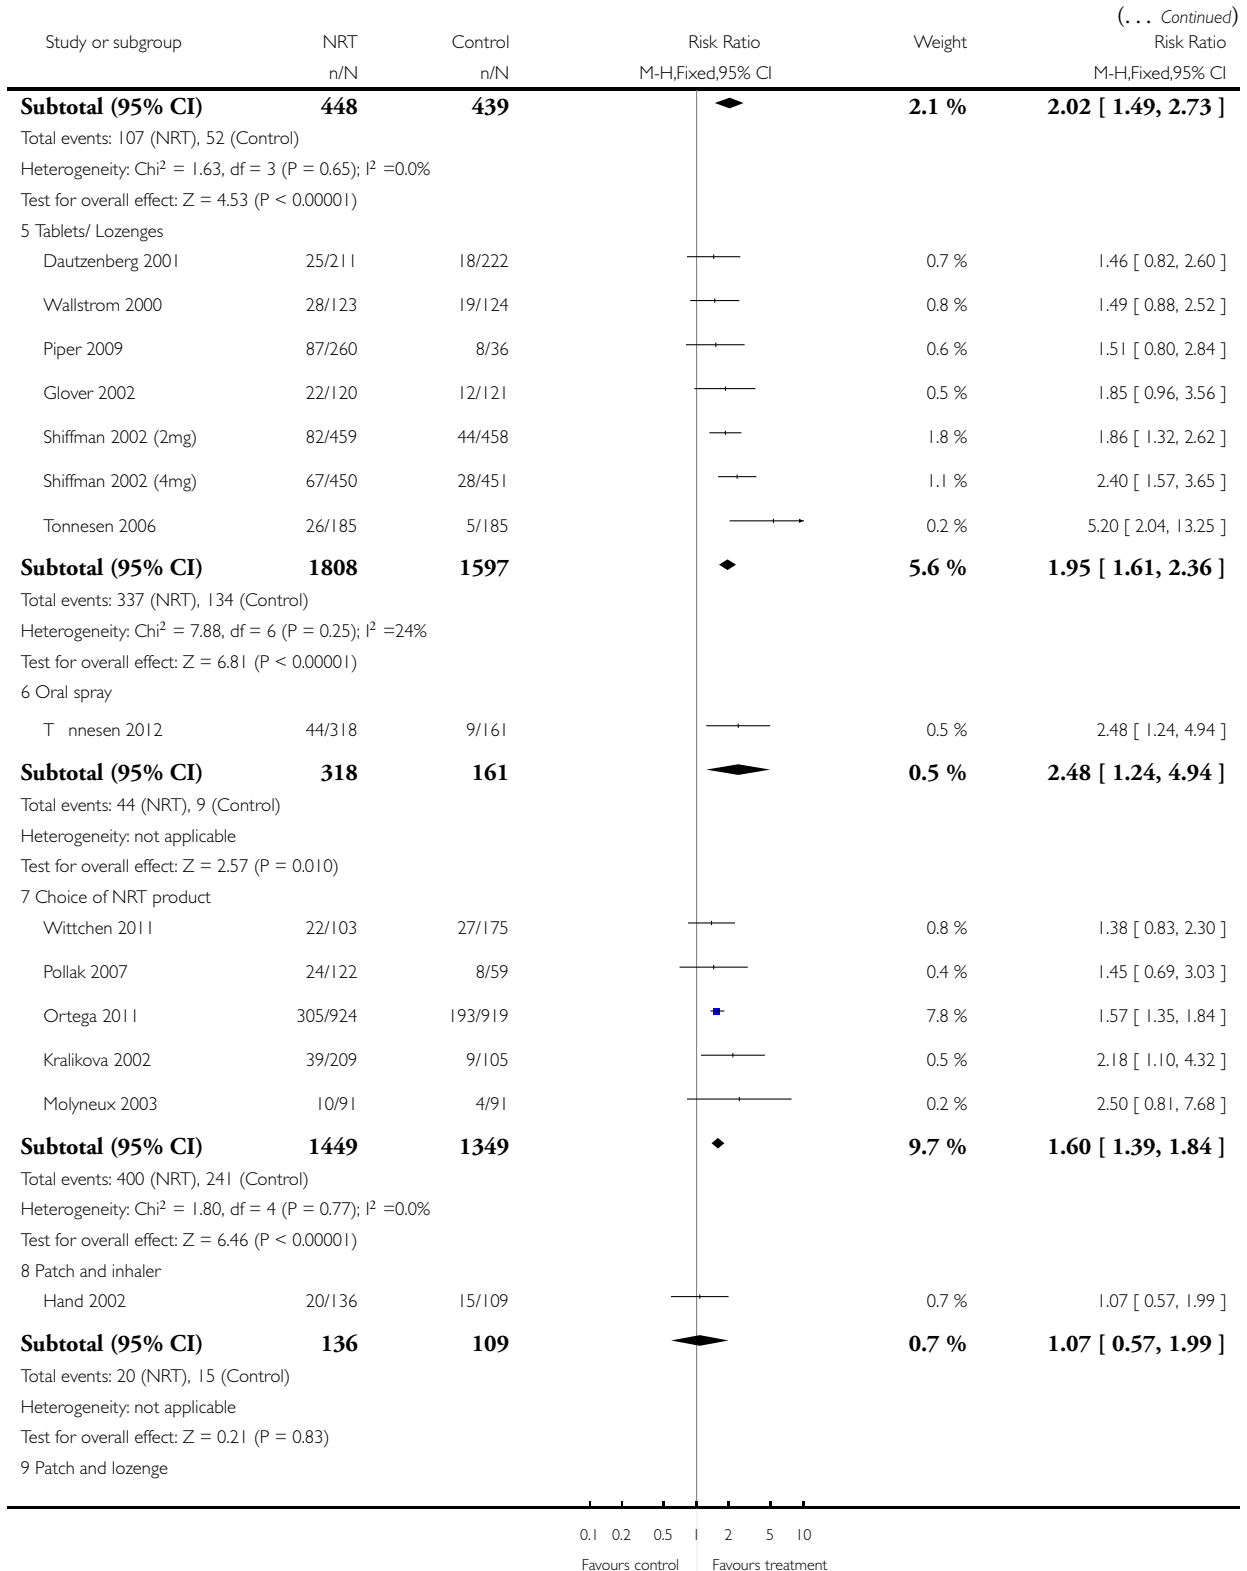 (... Continued)
Study or subgroup NRT Control Risk Ratio Weight Risk Ratio
n/N n/N M-H,Fixed,95% CI M-H,Fixed,95% CI
Subtotal (95% CI) 448 439 2.1 % 2.02 [ 1.49, 2.73 ]
Total events: 107 (NRT), 52 (Control)
Heterogeneity: Chi² = 1.63, df = 3 (P = 0.65); I² =0.0%
Test for overall effect: Z = 4.53 (P < 0.00001)
5 Tablets/ Lozenges
Dautzenberg 2001 25/211 18/222 0.7 % 1.46 [ 0.82, 2.60 ]
Wallstrom 2000 28/123 19/124 0.8 % 1.49 [ 0.88, 2.52 ]
Piper 2009 87/260 8/36 0.6 % 1.51 [ 0.80, 2.84 ]
Glover 2002 22/120 12/121 0.5 % 1.85 [ 0.96, 3.56 ]
Shiffman 2002 (2mg) 82/459 44/458 1.8 % 1.86 [ 1.32, 2.62 ]
Shiffman 2002 (4mg) 67/450 28/451 1.1 % 2.40 [ 1.57, 3.65 ]
Tonnesen 2006 26/185 5/185 0.2 % 5.20 [ 2.04, 13.25 ]
Subtotal (95% CI) 1808 1597 5.6 % 1.95 [ 1.61, 2.36 ]
Total events: 337 (NRT), 134 (Control)
Heterogeneity: Chi² = 7.88, df = 6 (P = 0.25); I² =24%
Test for overall effect: Z = 6.81 (P < 0.00001)
6 Oral spray
T nnesen 2012 44/318 9/161 0.5 % 2.48 [ 1.24, 4.94 ]
Subtotal (95% CI) 318 161 0.5 % 2.48 [ 1.24, 4.94 ]
Total events: 44 (NRT), 9 (Control)
Heterogeneity: not applicable
Test for overall effect: Z = 2.57 (P = 0.010)
7 Choice of NRT product
Wittchen 2011 22/103 27/175 0.8 % 1.38 [ 0.83, 2.30 ]
Pollak 2007 24/122 8/59 0.4 % 1.45 [ 0.69, 3.03 ]
Ortega 2011 305/924 193/919 7.8 % 1.57 [ 1.35, 1.84 ]
Kralikova 2002 39/209 9/105 0.5 % 2.18 [ 1.10, 4.32 ]
Molyneux 2003 10/91 4/91 0.2 % 2.50 [ 0.81, 7.68 ]
Subtotal (95% CI) 1449 1349 9.7 % 1.60 [ 1.39, 1.84 ]
Total events: 400 (NRT), 241 (Control)
Heterogeneity: Chi² = 1.80, df = 4 (P = 0.77); I² =0.0%
Test for overall effect: Z = 6.46 (P < 0.00001)
8 Patch and inhaler
Hand 2002 20/136 15/109 0.7 % 1.07 [ 0.57, 1.99 ]
Subtotal (95% CI) 136 109 0.7 % 1.07 [ 0.57, 1.99 ]
Total events: 20 (NRT), 15 (Control)
Heterogeneity: not applicable
Test for overall effect: Z = 0.21 (P = 0.83)
9 Patch and lozenge
0.1 0.2 0.5 1 2 5 10
Favours control Favours treatment